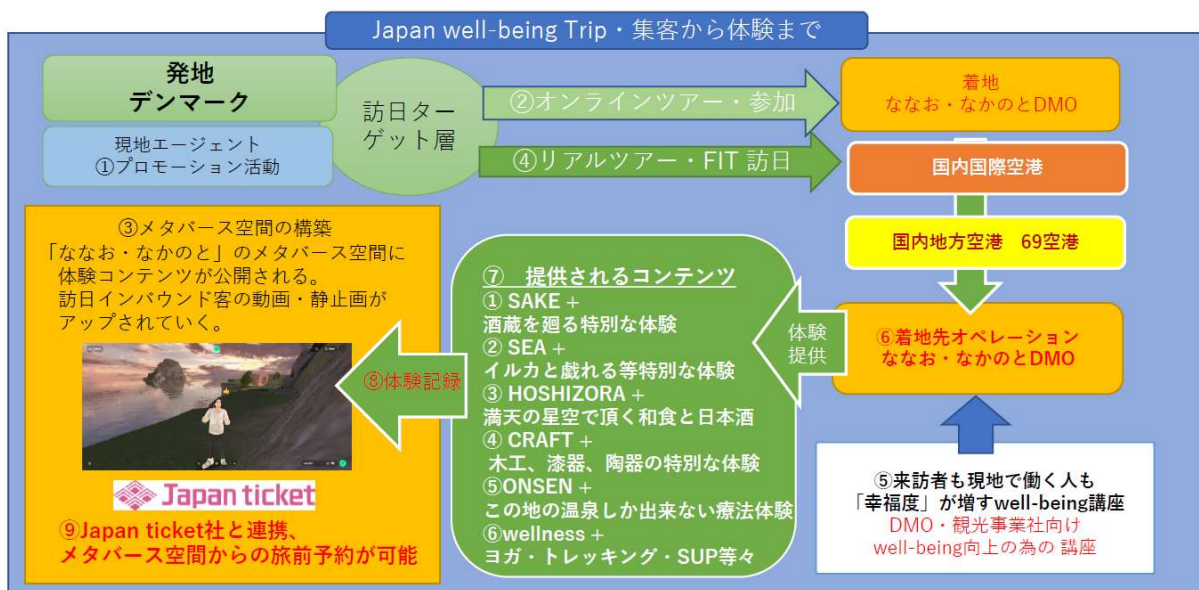 Japan well-being Trip・集客から体験まで
発地
デンマーク
現地エージェント
①プロモーション活動
訪日ター
ゲット層
②オンラインツアー・参加
④リアルツアー・FIT 訪日
着地
ななお・なかのとDMO
国内国際空港
国内地方空港 69空港
⑥着地先オペレーション
ななお・なかのとDMO
⑤来訪者も現地で働く人も
「幸福度」が増すwell-being講座
DMO・観光事業社向け
well-being向上の為の 講座
体験
提供
⑦ 提供されるコンテンツ
① SAKE +
酒蔵を廻る特別な体験
② SEA +
イルカと戯れる等特別な体験
③ HOSHIZORA +
満天の星空で頂く和食と日本酒
④ CRAFT +
木工、漆器、陶器の特別な体験
⑤ONSEN +
この地の温泉しか出来ない療法体験
⑥wellness +
ヨガ・トレッキング・SUP等々
⑧体験記録
③メタバース空間の構築
「ななお・なかのと」のメタバース空間に
体験コンテンツが公開される。
訪日インバウンド客の動画・静止画が
アップされていく。
Japan ticket
⑨Japan ticket社と連携、
メタバース空間からの旅前予約が可能